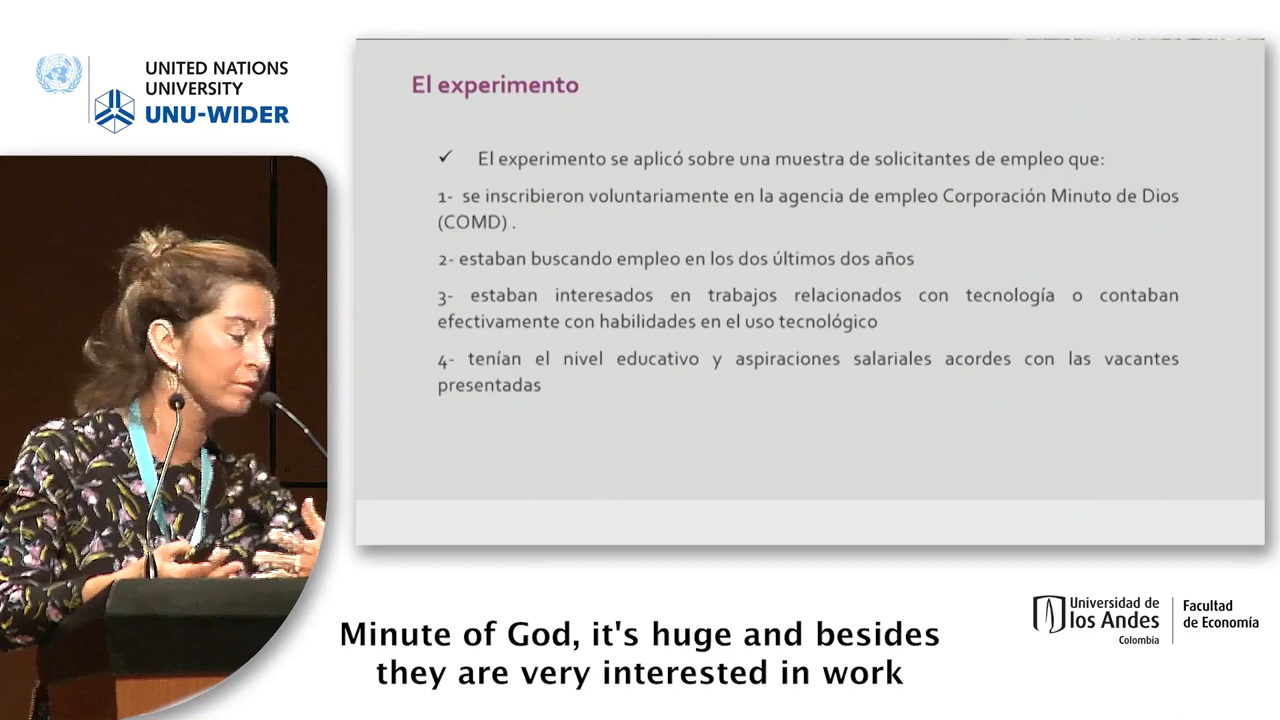 UNITED NATIONS
UNIVERSITY
UNU-WIDER
El experimento
✓ El experimento se aplicó sobre una muestra de solicitantes de empleo que:
1- se inscribieron voluntariamente en la agencia de empleo Corporación Minuto de Dios
(COMD) .
2- estaban buscando empleo en los dos últimos dos años
3- estaban interesados en trabajos relacionados con tecnología o contaban
efectivamente con habilidades en el uso tecnológico
4- tenían el nivel educativo y aspiraciones salariales acordes con las vacantes
presentadas
Universidad de
los Andes
Colombia
Facultad
de Economía
Minute of God, it's huge and besides
they are very interested in work